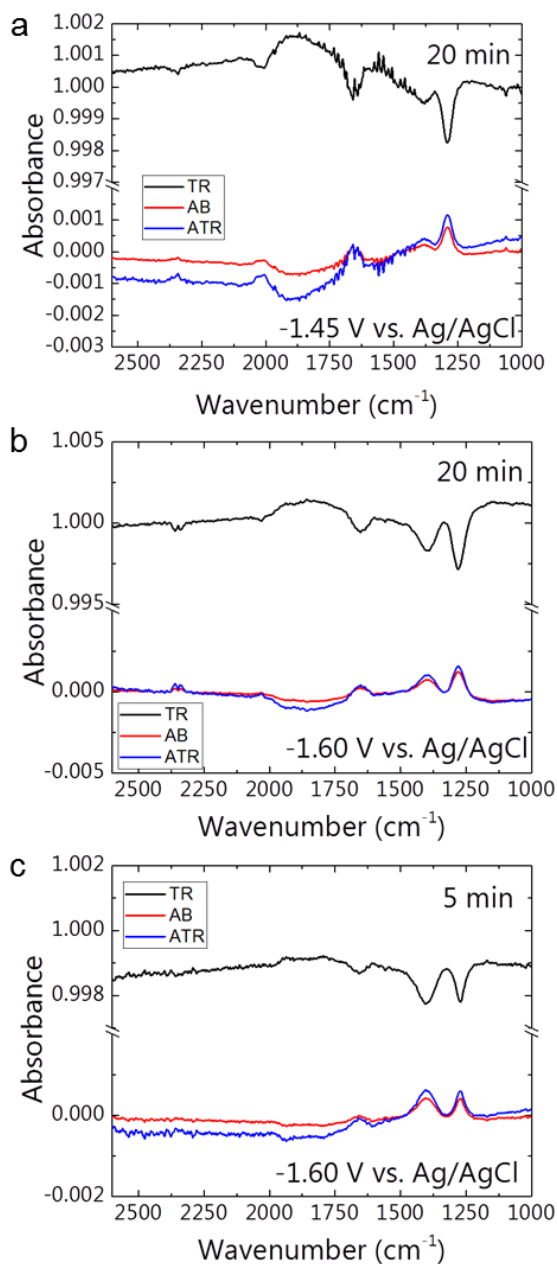 a
1.002
1.001
1.000
0.999
0.998
0.997
0.001
0.000
-0.001
-0.002
-0.003
Absorbance
20 min
TR
AB
ATR
-1.45 V vs. Ag/AgCl
2500 2250 2000 1750 1500 1250 1000
Wavenumber (cm-1)
b
1.005
1.000
0.995
0.000
-0.005
Absorbance
20 min
TR
AB
ATR
-1.60 V vs. Ag/AgCl
2500 2250 2000 1750 1500 1250 1000
Wavenumber (cm-1)
c
1.002
1.000
0.998
0.000
-0.002
Absorbance
TR
AB
ATR
5 min
-1.60 V vs. Ag/AgCl
2500 2250 2000 1750 1500 1250 1000
Wavenumber (cm-1)